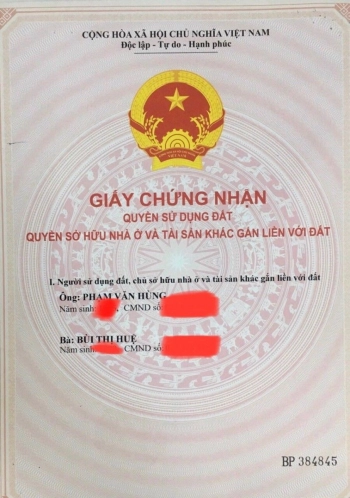 CỘNG HÒA XÃ HỘI CHỦ NGHĨA VIỆT NAM
Độc lập - Tự do - Hạnh phúc
GIẤY CHỨNG NHẬN
QUYỀN SỬ DỤNG ĐẤT
QUYỀN SỞ HỮU NHÀ Ở VÀ TÀI SẢN KHÁC GẮN LIỀN VỚI ĐẤT
I. Người sử dụng đất, chủ sở hữu nhà ở và tài sản khác gắn liền với đất
Ông: PHẠM VĂN HÙNG
Năm sinh: , CMND số
Bà: BÙI THỊ HUỆ
Năm sinh CMND số
BP 384845